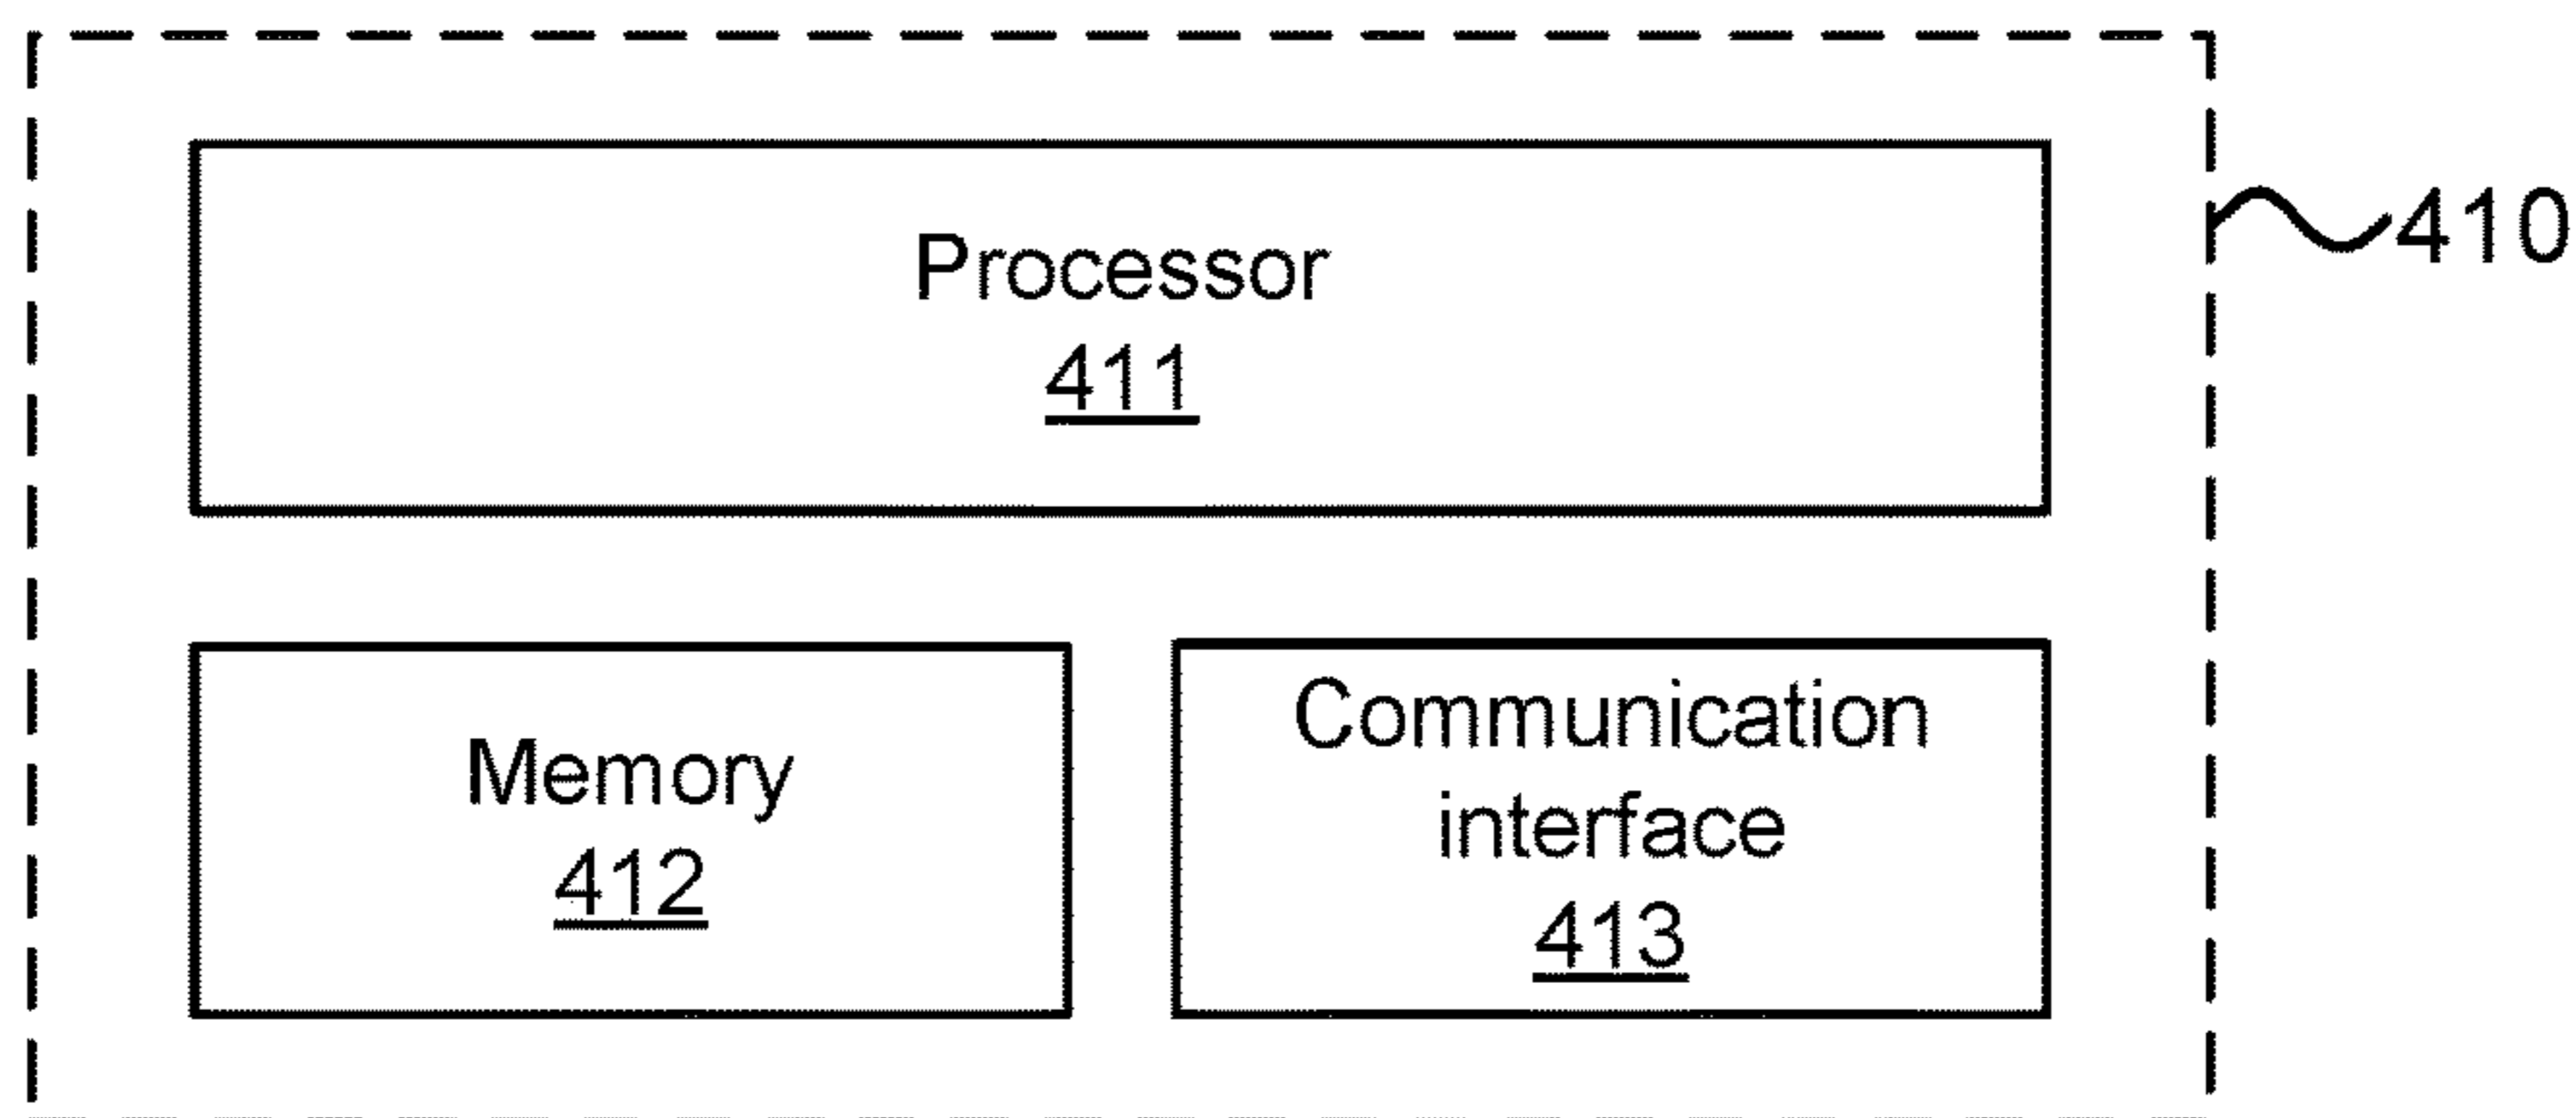 Processor
411
410
Memory
412
Communication
interface
413